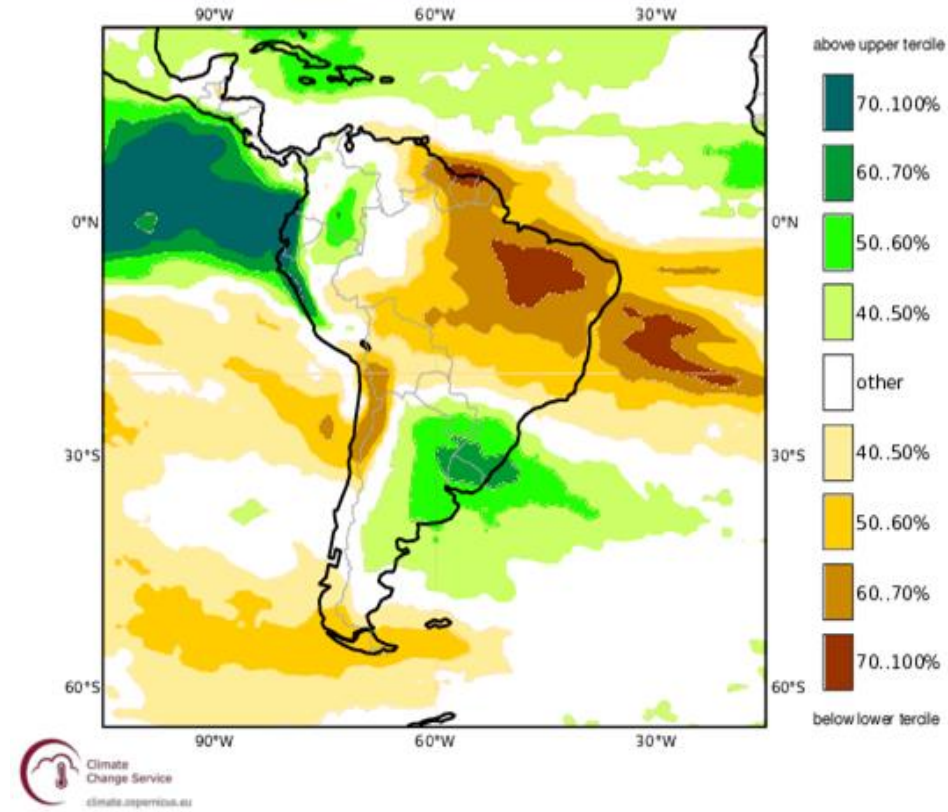 90°W 60°W 30°W
above upper tercile
70..100%
60..70%
50..60%
40..50%
other
40..50%
50..60%
60..70%
70..100%
below lower tercile
0°N 0°N
30°S 30°S
60°S 60°S
90°W 60°W 30°W
Climate
Change Service
climate.copernicus.eu